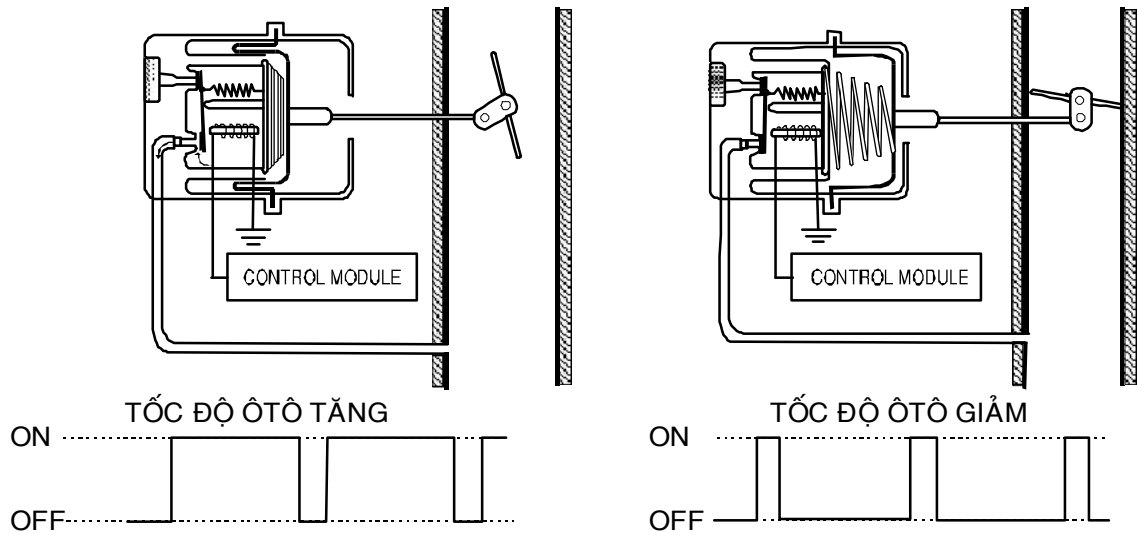 CONTROL MODULE
CONTROL MODULE
TỐC ĐỘ ÔTÔ TĂNG
TỐC ĐỘ ÔTÔ GIẢM
ON
ON
OFF
OFF